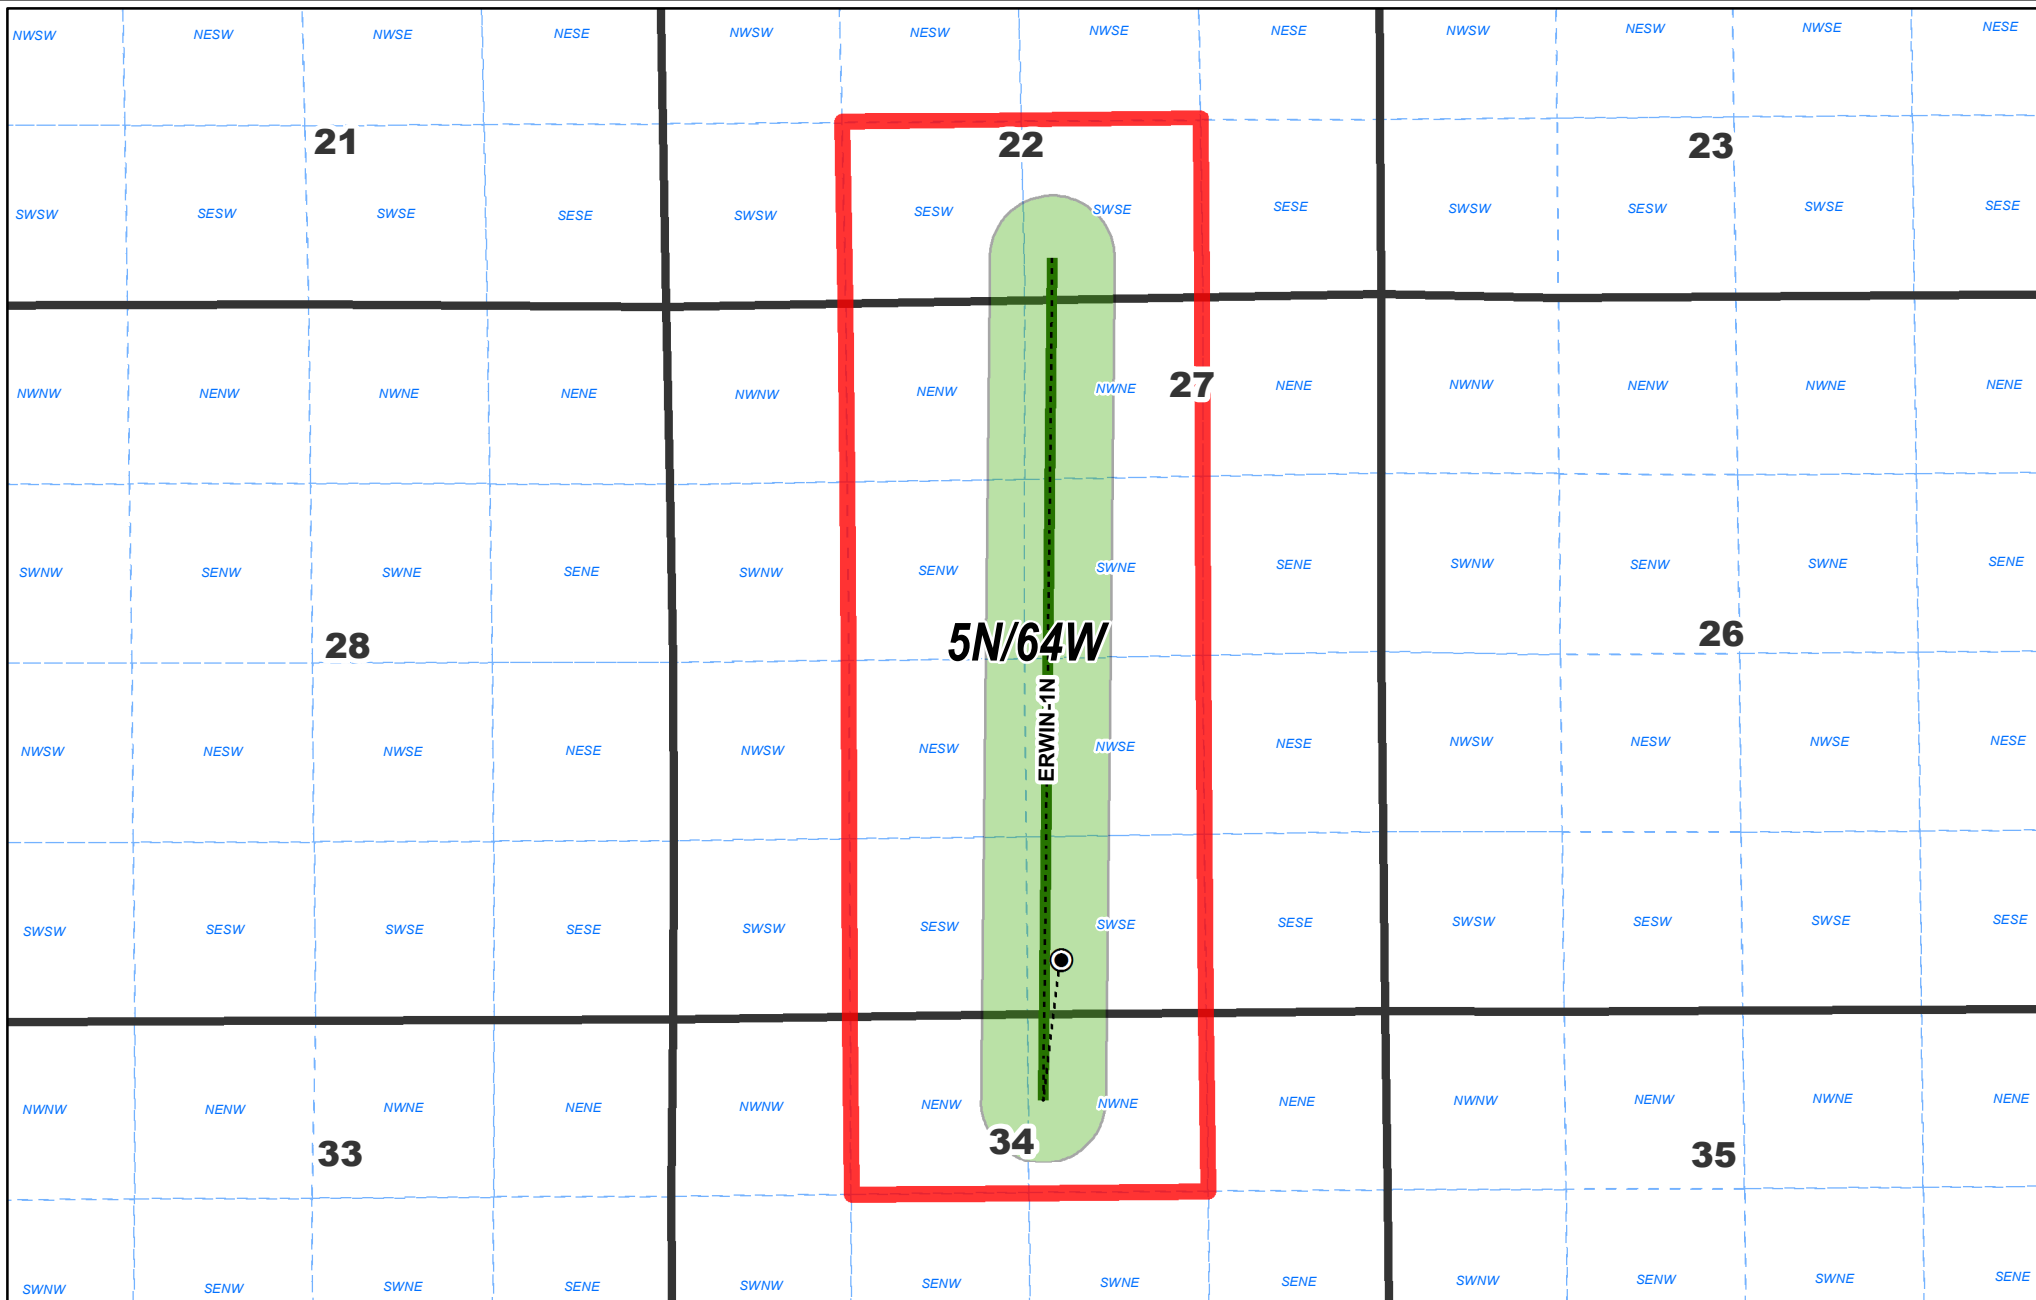 NWSW NESW NWSE NESE NWSW NESW NWSE NESE NWSW NESW NWSE NESE
21 22 23
SWSW SESW SWSE SESE SWSW SESW SWSE SESE SWSW SESW SWSE SESE
NWNW NENW NWNE NENE NWNW NENW NWNE 27 NENE NWNW NENW NWNE NENE
SWNW SENW SWNE SENE SWNW SENW SWNE SENE SWNW SENW SWNE SENE
28 5N/64W 26
ERWIN-1N
NWSW NESW NWSE NESE NWSW NESW NWSE NESE NWSW NESW NWSE NESE
SWSW SESW SWSE SESE SWSW SESW SWSE SESE SWSW SESW SWSE SESE
NWNW NENW NWNE NENE NWNW NENW NWNE NENE NWNW NENW NWNE NENE
33 34 35
SWNW SENW SWNE SENE SWNW SENW SWNE SENE SWNW SENW SWNE SENE